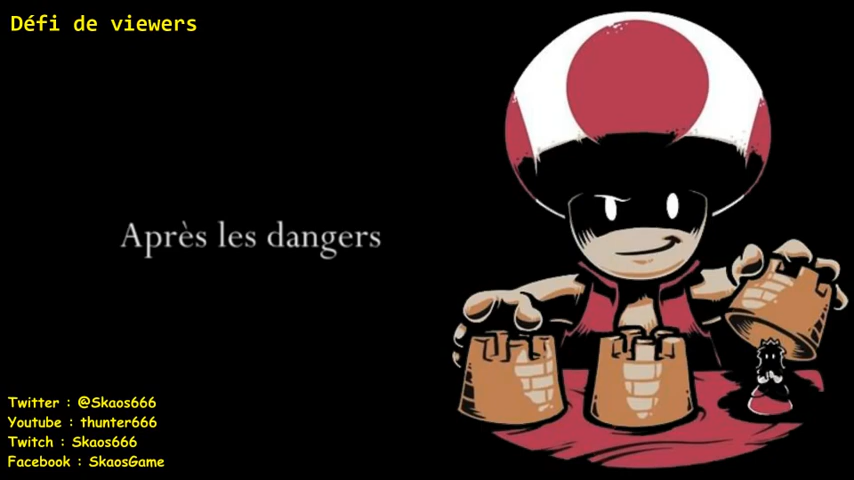 Défi de viewers
Après les dangers
Twitter : @Skaos666
Youtube : thunter666
Twitch : Skaos666
Facebook : SkaosGame